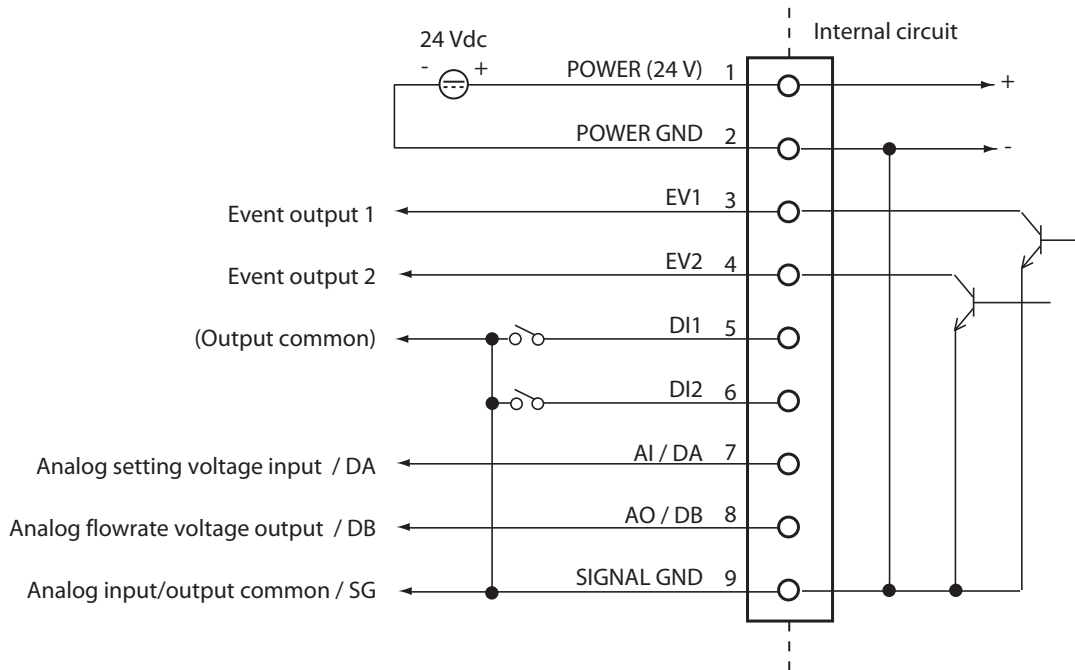 Internal circuit
24 Vdc
- +
POWER (24 V) 1
+
POWER GND 2
-
Event output 1 EV1 3
Event output 2 EV2 4
(Output common) DI1 5
DI2 6
Analog setting voltage input / DA AI / DA 7
Analog flowrate voltage output / DB AO / DB 8
Analog input/output common / SG SIGNAL GND 9